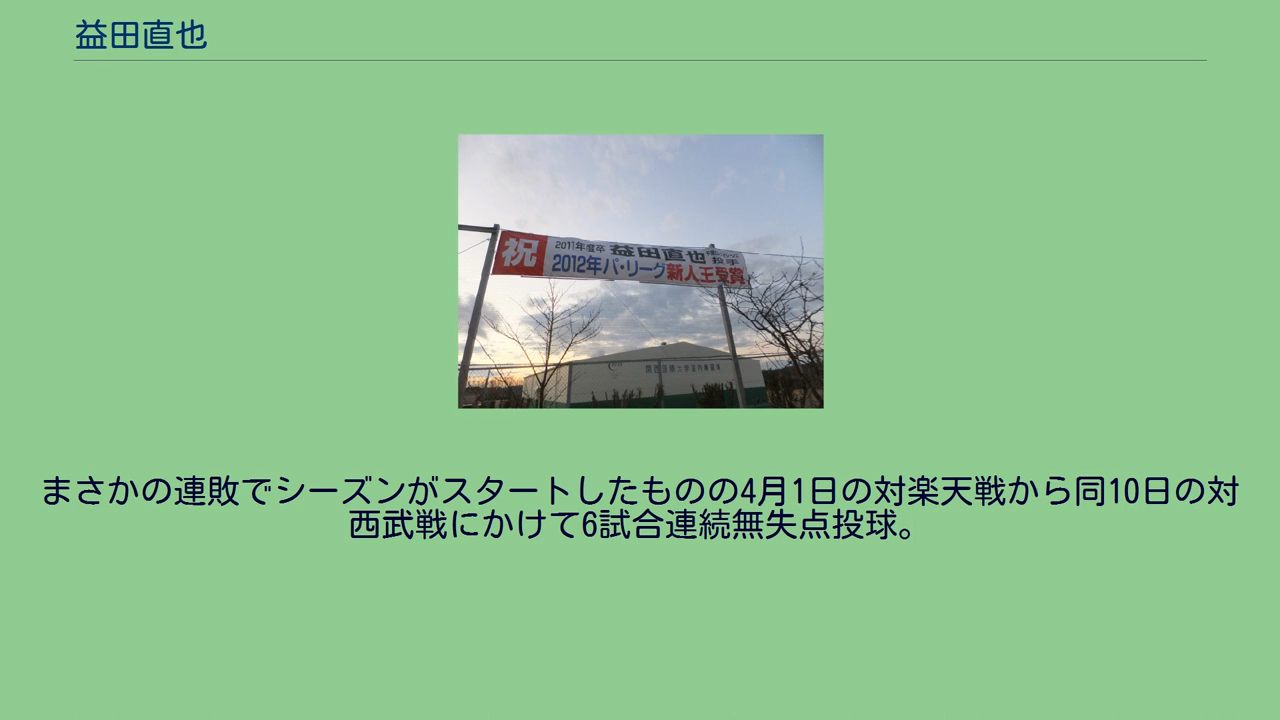 益田直也
祝
2011年度卒 益田直也 投手
2012年パ・リーグ新人王受賞
まさかの連敗でシーズンがスタートしたものの4月1日の対楽天戦から同10日の対
西武戦にかけて6試合連続無失点投球。